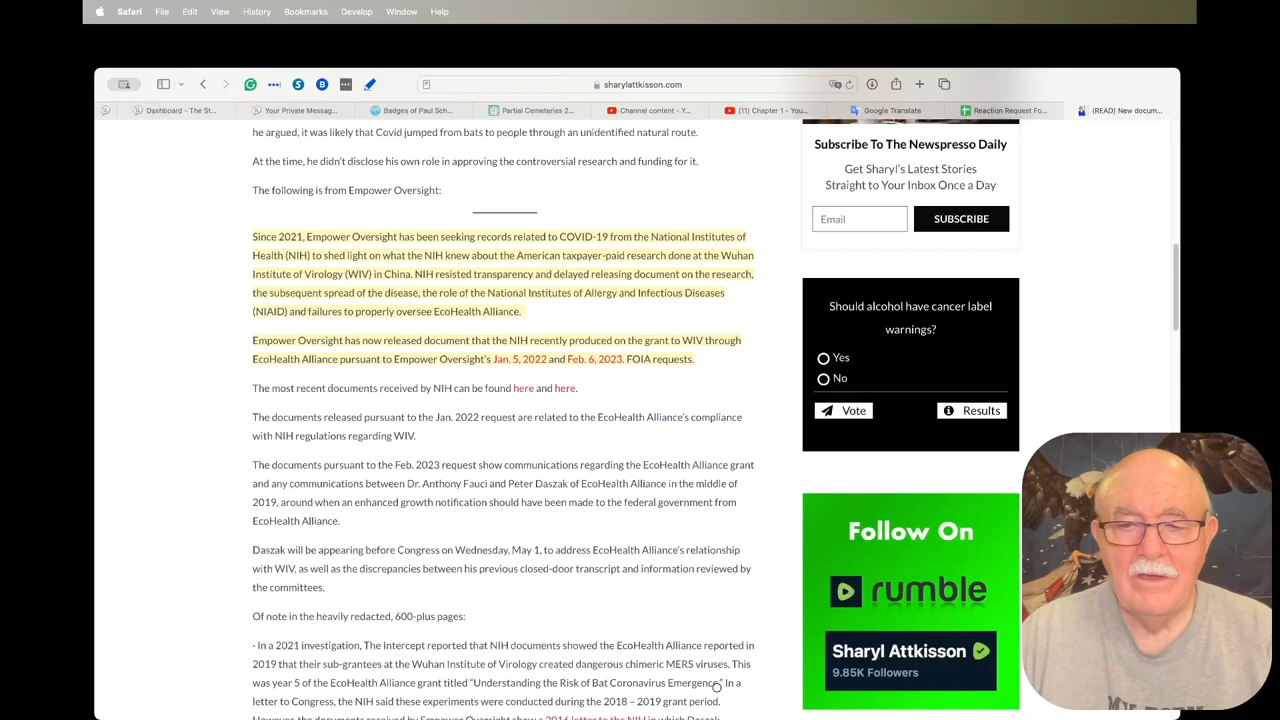 Safari File Edit View History Bookmarks Develop Window Help
sharylattkisson.com
Dashboard - The St...
Your Private Messag...
Badges of Paul Sch...
Partial Cemeteries 2...
Channel content - Y...
(11) Chapter 1 - You...
Google Translate
Reaction Request Fo...
(READ) New docum...
he argued, it was likely that Covid jumped from bats to people through an unidentified natural route.
At the time, he didn't disclose his own role in approving the controversial research and funding for it.
The following is from Empower Oversight:
Since 2021, Empower Oversight has been seeking records related to COVID-19 from the National Institutes of
Health (NIH) to shed light on what the NIH knew about the American taxpayer-paid research done at the Wuhan
Institute of Virology (WIV) in China. NIH resisted transparency and delayed releasing document on the research,
the subsequent spread of the disease, the role of the National Institutes of Allergy and Infectious Diseases
(NIAID) and failures to properly oversee EcoHealth Alliance.
Empower Oversight has now released document that the NIH recently produced on the grant to WIV through
EcoHealth Alliance pursuant to Empower Oversight's Jan. 5, 2022 and Feb. 6, 2023. FOIA requests.
The most recent documents received by NIH can be found here and here.
The documents released pursuant to the Jan. 2022 request are related to the EcoHealth Alliance's compliance
with NIH regulations regarding WIV.
The documents pursuant to the Feb. 2023 request show communications regarding the EcoHealth Alliance grant
and any communications between Dr. Anthony Fauci and Peter Daszak of EcoHealth Alliance in the middle of
2019, around when an enhanced growth notification should have been made to the federal government from
EcoHealth Alliance.
Daszak will be appearing before Congress on Wednesday, May 1, to address EcoHealth Alliance's relationship
with WIV, as well as the discrepancies between his previous closed-door transcript and information reviewed by
the committees.
Of note in the heavily redacted, 600-plus pages:
- In a 2021 investigation, The Intercept reported that NIH documents showed the EcoHealth Alliance reported in
2019 that their sub-grantees at the Wuhan Institute of Virology created dangerous chimeric MERS viruses. This
was year 5 of the EcoHealth Alliance grant titled "Understanding the Risk of Bat Coronavirus Emergence." In a
letter to Congress, the NIH said these experiments were conducted during the 2018 – 2019 grant period.
However, the documents received by Empower Oversight show a 2016 letter to the NIH in which Daszak
Subscribe To The Newspresso Daily
Get Sharyl's Latest Stories
Straight to Your Inbox Once a Day
Email
SUBSCRIBE
Should alcohol have cancer label
warnings?
Yes
No
Vote
Results
Follow On
rumble
Sharyl Attkisson
9.85K Followers